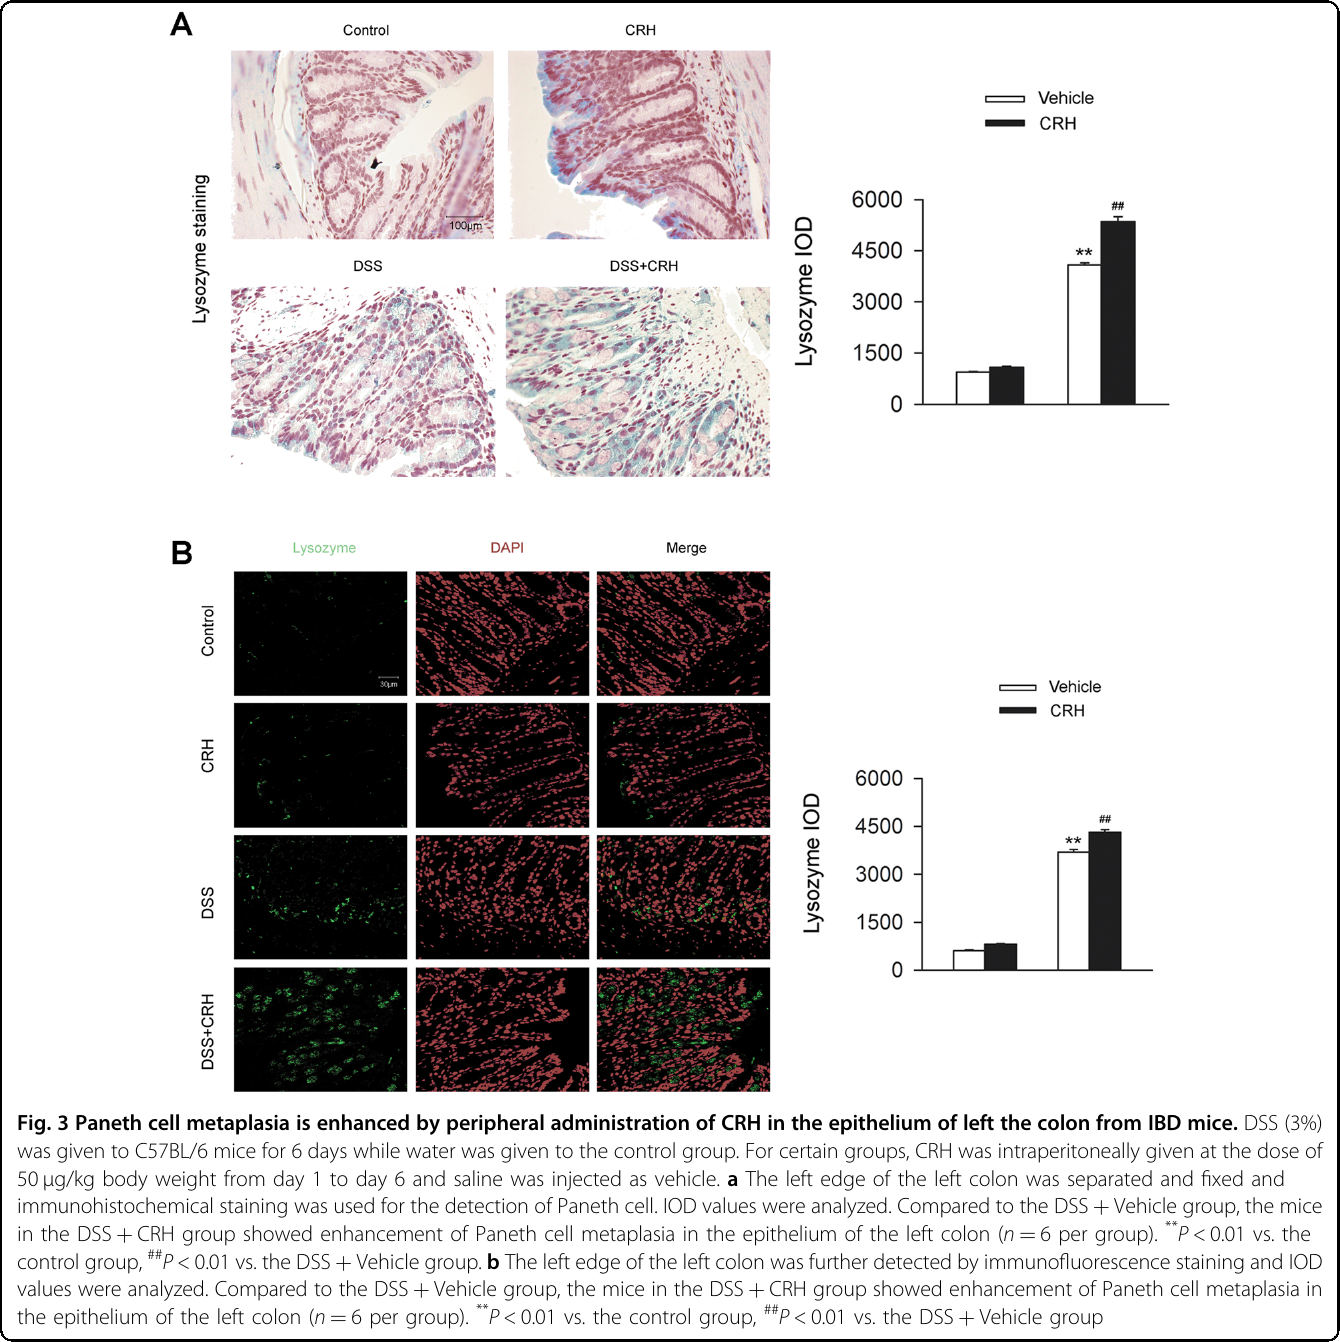 A
Control
CRH
Lysozyme staining
100μm
DSS
DSS+CRH
Vehicle
CRH
Lysozyme IOD
6000
4500
3000
1500
0
**
##
B
Lysozyme
DAPI
Merge
Control
30μm
CRH
DSS
DSS+CRH
Vehicle
CRH
Lysozyme IOD
6000
4500
3000
1500
0
**
##
Fig. 3 Paneth cell metaplasia is enhanced by peripheral administration of CRH in the epithelium of left the colon from IBD mice. DSS (3%)
was given to C57BL/6 mice for 6 days while water was given to the control group. For certain groups, CRH was intraperitoneally given at the dose of
50 μg/kg body weight from day 1 to day 6 and saline was injected as vehicle. a The left edge of the left colon was separated and fixed and
immunohistochemical staining was used for the detection of Paneth cell. IOD values were analyzed. Compared to the DSS + Vehicle group, the mice
in the DSS + CRH group showed enhancement of Paneth cell metaplasia in the epithelium of the left colon (n = 6 per group). **P < 0.01 vs. the
control group, ##P < 0.01 vs. the DSS + Vehicle group. b The left edge of the left colon was further detected by immunofluorescence staining and IOD
values were analyzed. Compared to the DSS + Vehicle group, the mice in the DSS + CRH group showed enhancement of Paneth cell metaplasia in
the epithelium of the left colon (n = 6 per group). **P < 0.01 vs. the control group, ##P < 0.01 vs. the DSS + Vehicle group